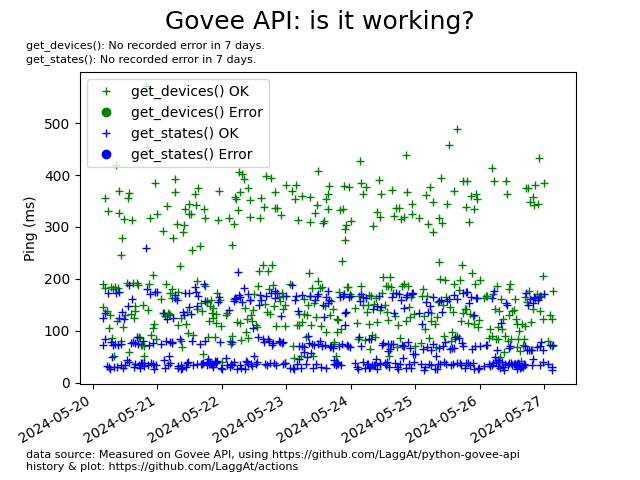 Govee API: is it working?
get_devices(): No recorded error in 7 days.
get_states(): No recorded error in 7 days.
get_devices() OK
get_devices() Error
get_states() OK
get_states() Error
Ping (ms)
500
400
300
200
100
0
2024-05-20
2024-05-21
2024-05-22
2024-05-23
2024-05-24
2024-05-25
2024-05-26
2024-05-27
data source: Measured on Govee API, using https://github.com/LaggAt/python-govee-api
history & plot: https://github.com/LaggAt/actions